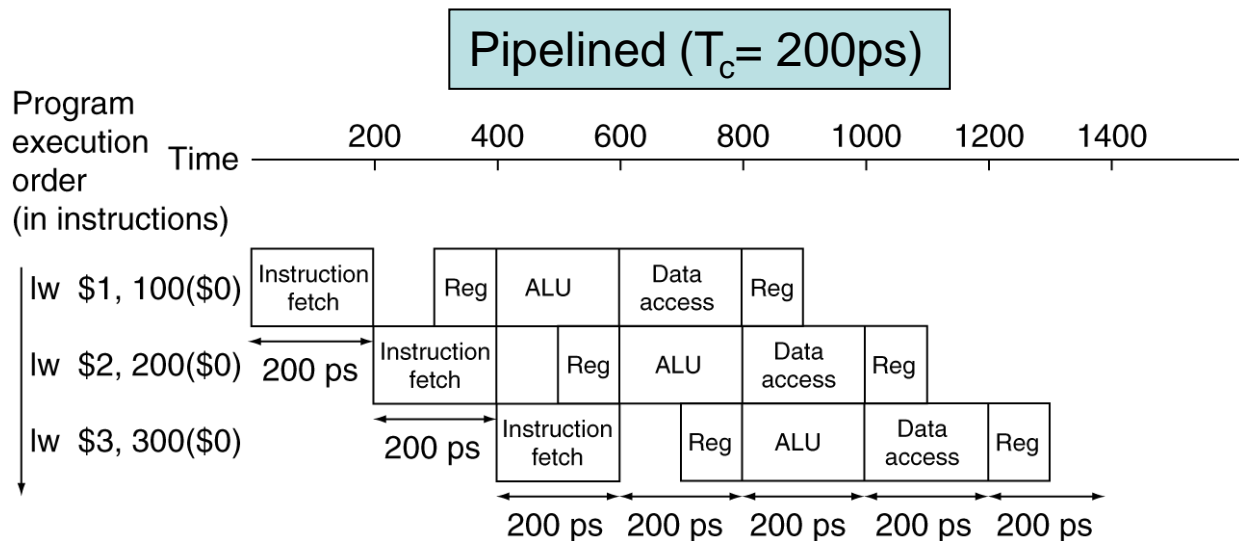 Pipelined (Tc= 200ps)
Program
execution
order
(in instructions)
Time
200 400 600 800 1000 1200 1400
lw $1, 100($0)
Instruction
fetch
Reg
ALU
Data
access
Reg
200 ps
lw $2, 200($0)
Instruction
fetch
Reg
ALU
Data
access
Reg
200 ps
lw $3, 300($0)
Instruction
fetch
Reg
ALU
Data
access
Reg
200 ps 200 ps 200 ps 200 ps 200 ps